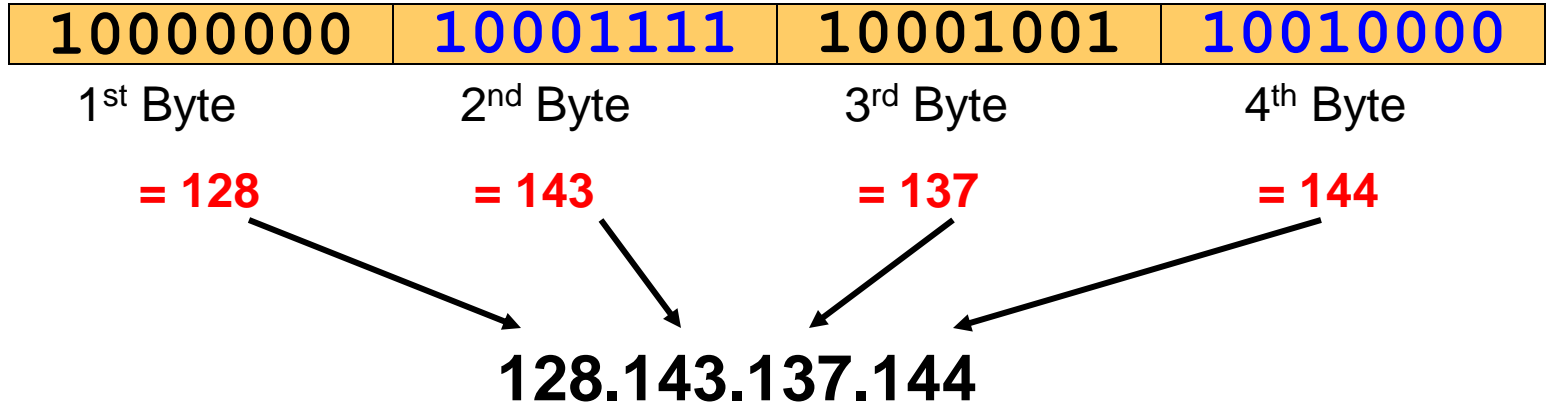 10000000 10001111 10001001 10010000
1st Byte 2nd Byte 3rd Byte 4th Byte
= 128 = 143 = 137 = 144
128.143.137.144